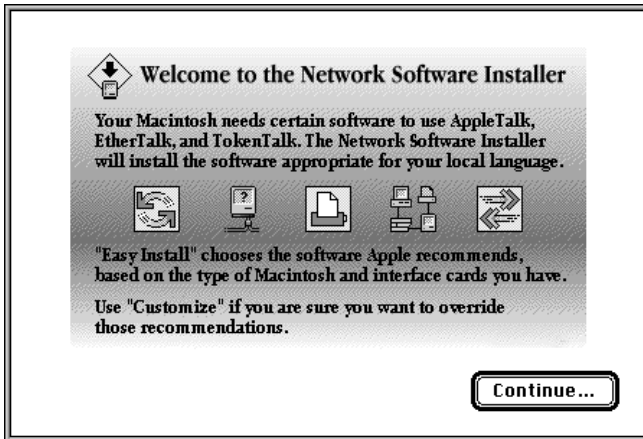 Welcome to the Network Software Installer
Your Macintosh needs certain software to use AppleTalk,
EtherTalk, and TokenTalk. The Network Software Installer
will install the software appropriate for your local language.
?
"Easy Install" chooses the software Apple recommends,
based on the type of Macintosh and interface cards you have.
Use "Customize" if you are sure you want to override
those recommendations.
Continue...